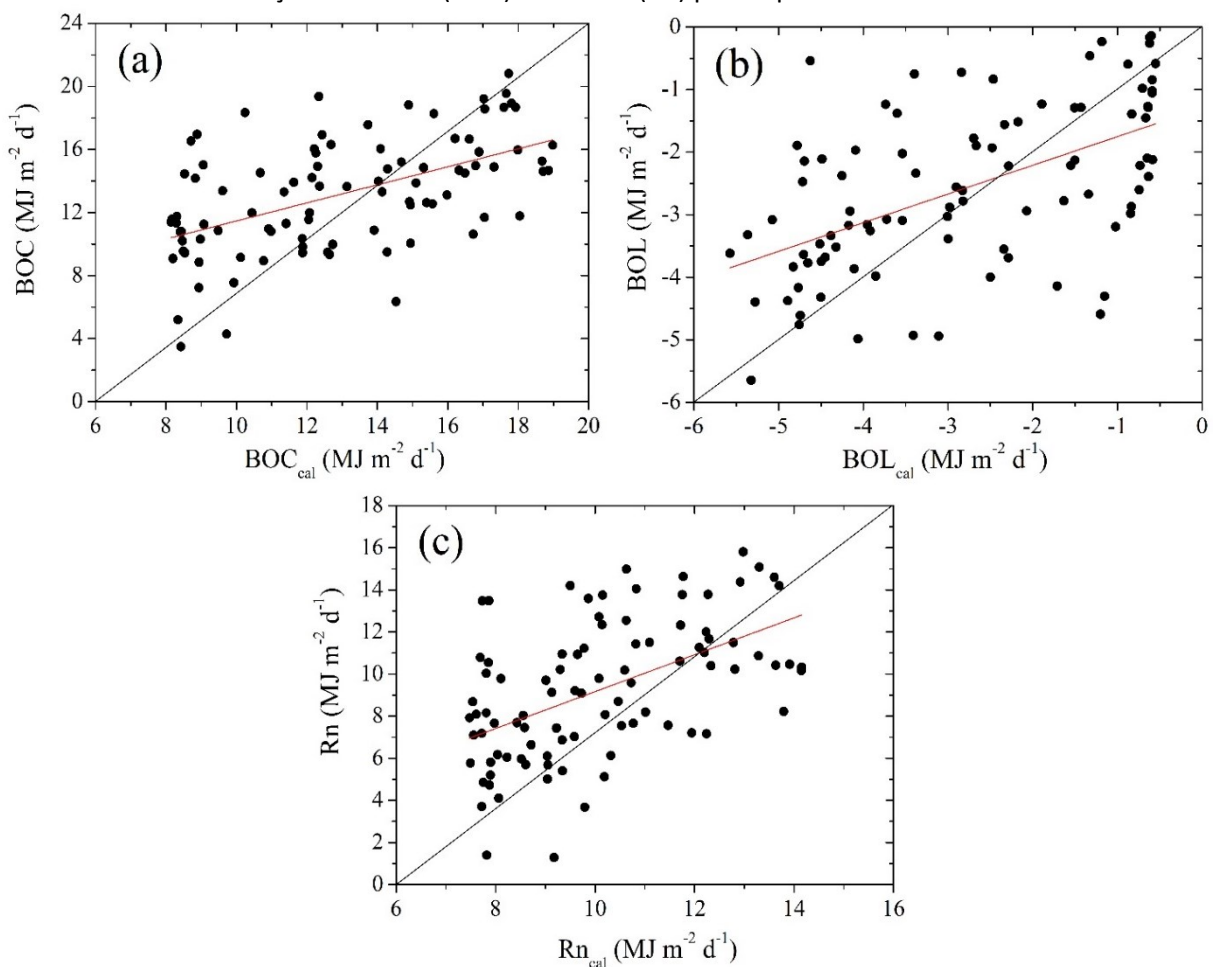 (a)
24
20
16
12
8
4
0
BOC (MJ m⁻² d⁻¹)
6 8 10 12 14 16 18 20
BOC_cal (MJ m⁻² d⁻¹)
(b)
0
-1
-2
-3
-4
-5
-6
BOL (MJ m⁻² d⁻¹)
-6 -5 -4 -3 -2 -1 0
BOL_cal (MJ m⁻² d⁻¹)
(c)
18
16
14
12
10
8
6
4
2
0
Rn (MJ m⁻² d⁻¹)
6 8 10 12 14 16
Rn_cal (MJ m⁻² d⁻¹)